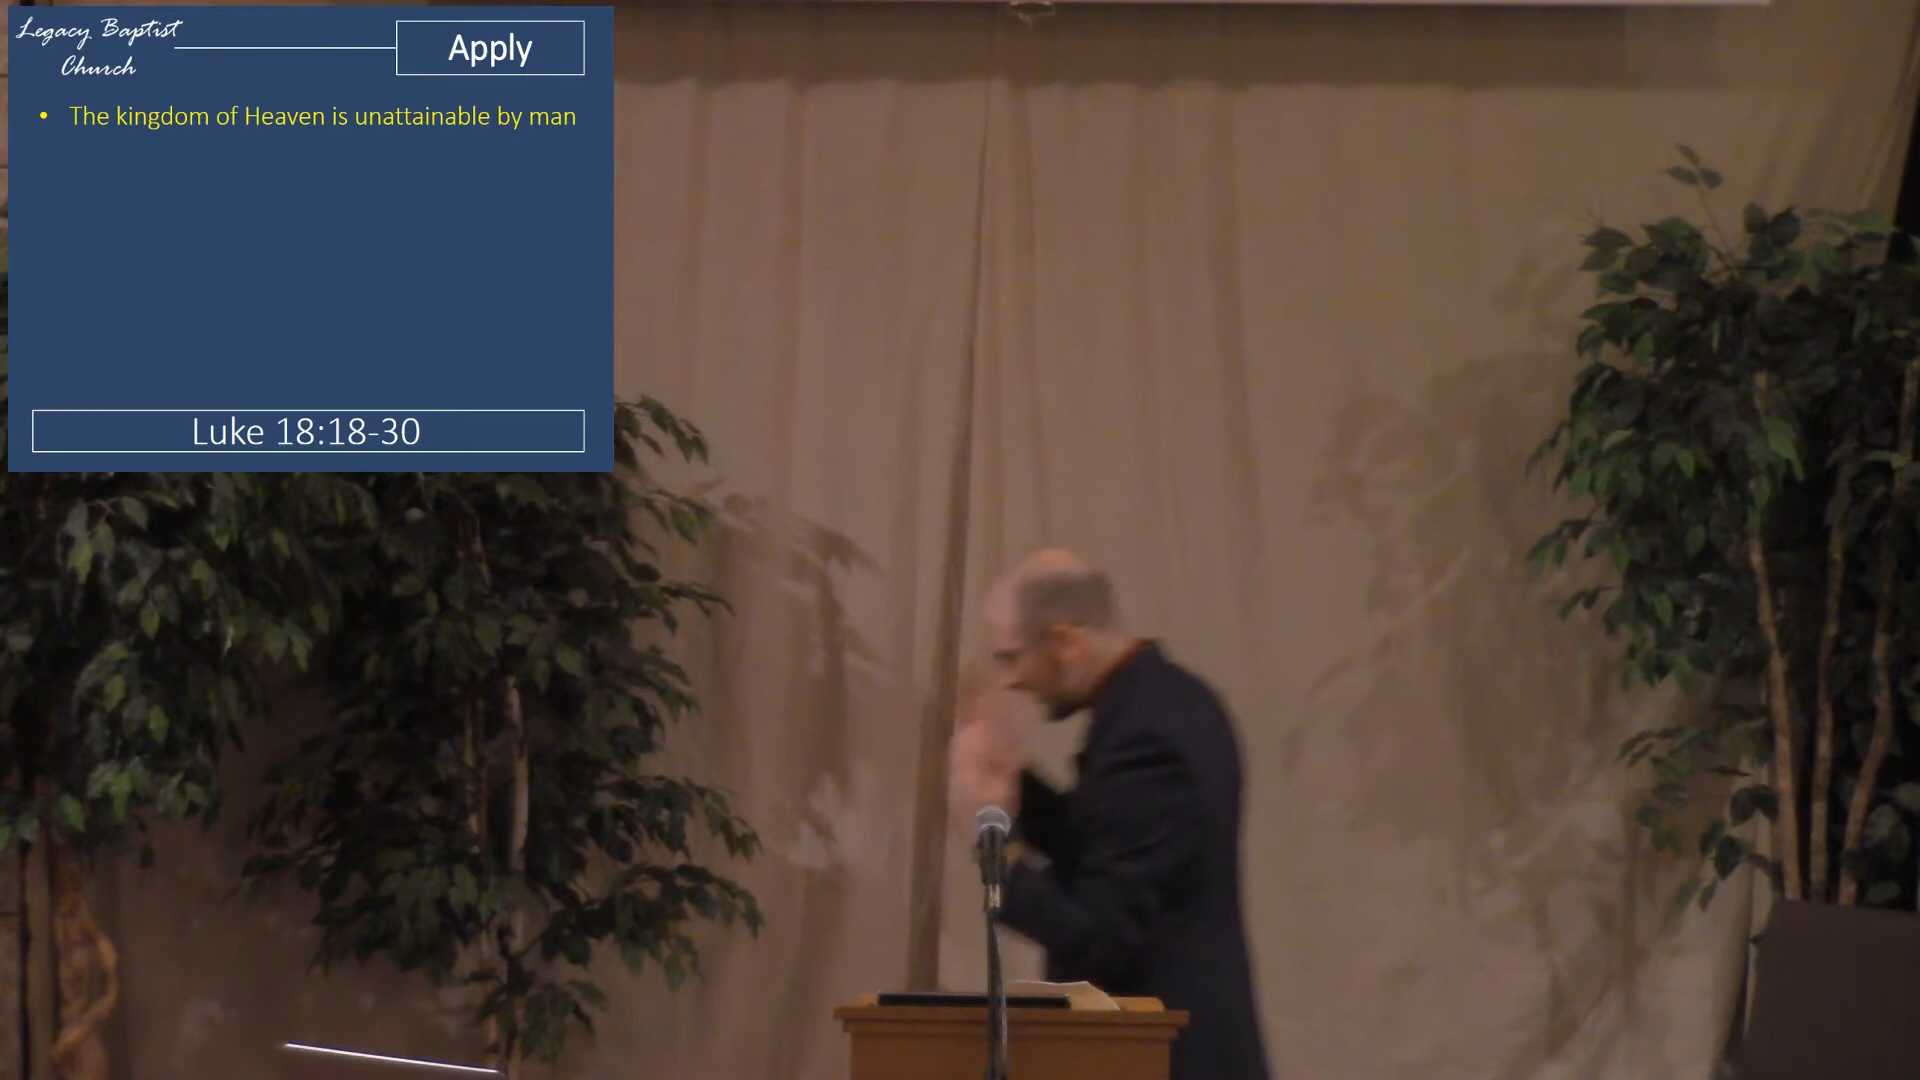 Legacy Baptist
Church
Apply
• The kingdom of Heaven is unattainable by man
Luke 18:18-30